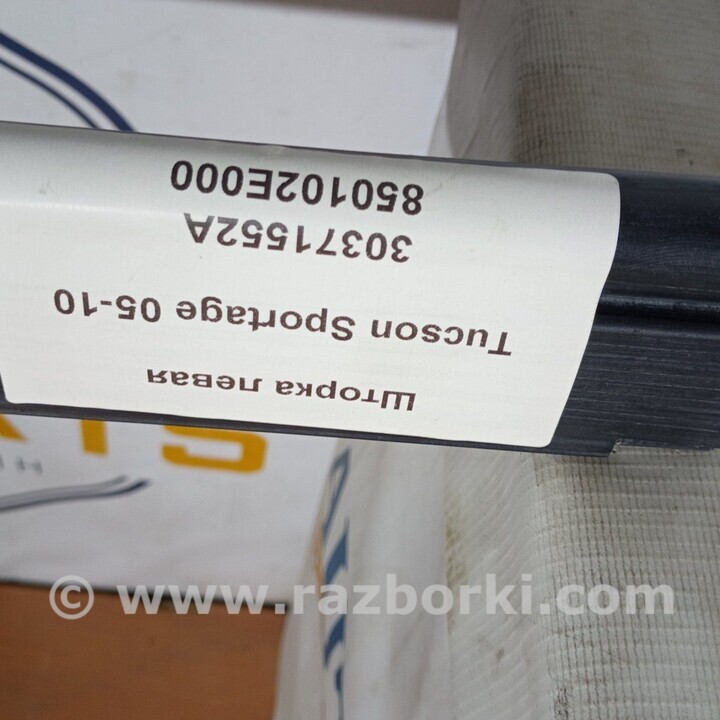 Шторка левая
Tucson Sportage 05-10
30371552A
850102E000
© www.razborki.com